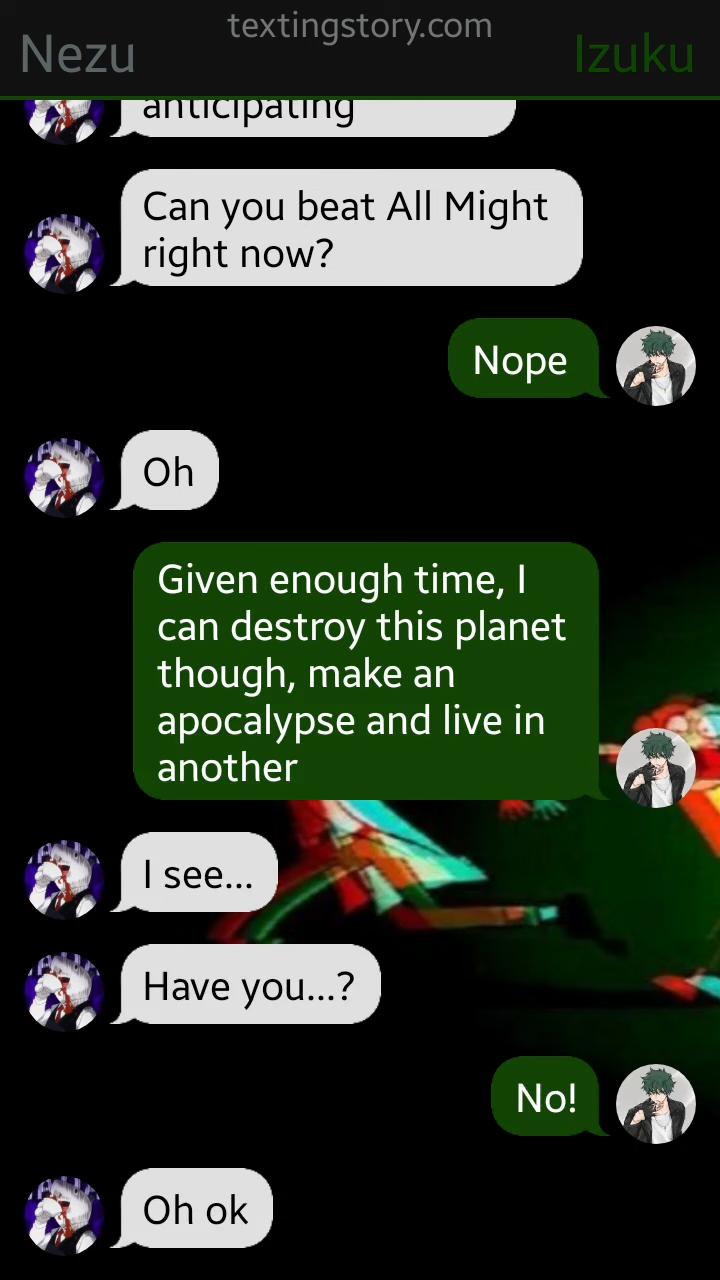 textingstory.com
Nezu
Izuku
anticipating
Can you beat All Might
right now?
Nope
Oh
Given enough time, I
can destroy this planet
though, make an
apocalypse and live in
another
I see...
Have you...?
No!
Oh ok